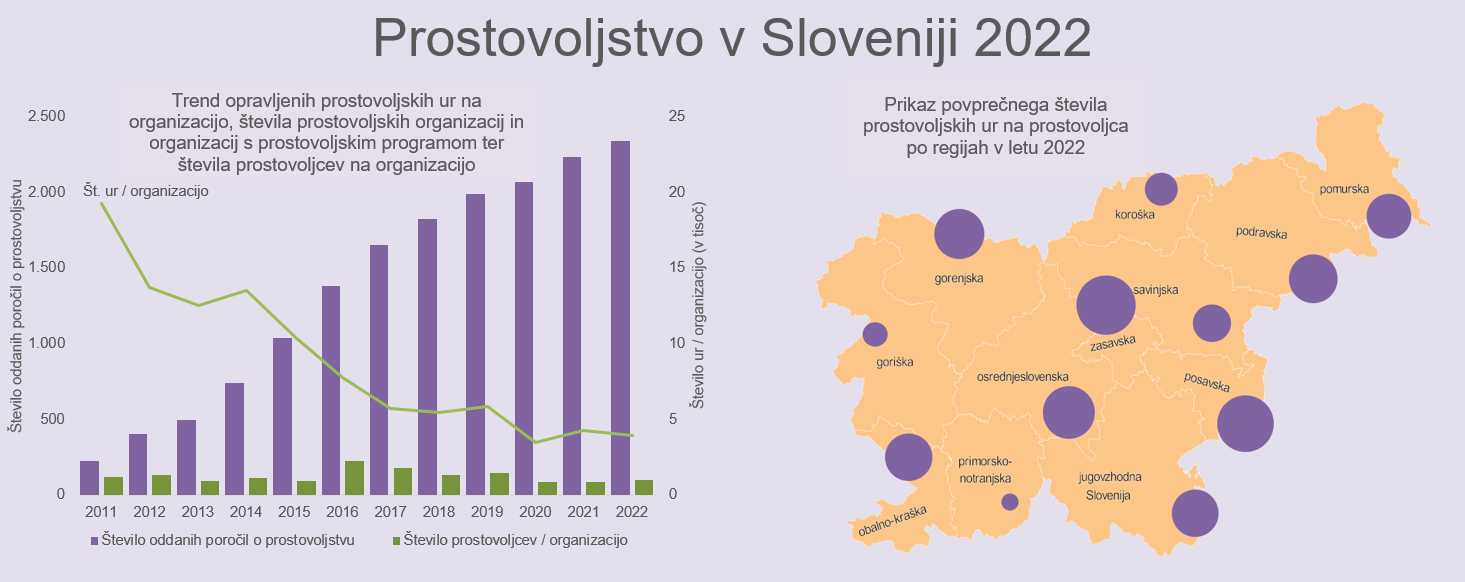 Prostovoljstvo v Sloveniji 2022
Trend opravljenih prostovoljskih ur na
organizacijo, števila prostovoljskih organizacij in
organizacij s prostovoljskim programom ter
števila prostovoljcev na organizacijo
Št. ur / organizacijo
Število oddanih poročil o prostovoljstvu
2.500
2.000
1.500
1.000
500
0
25
20
15
10
5
0
Število ur / organizacijo (v tisoč)
2011 2012 2013 2014 2015 2016 2017 2018 2019 2020 2021 2022
Število oddanih poročil o prostovoljstvu Število prostovoljcev / organizacijo
Prikaz povprečnega števila
prostovoljskih ur na prostovoljca
po regijah v letu 2022
pomurska
koroška
podravska
gorenjska
savinjska
zasavska
goriška
osrednjeslovenska
posavska
primorsko-
notranjska
jugovzhodna
Slovenija
obalno-kraška